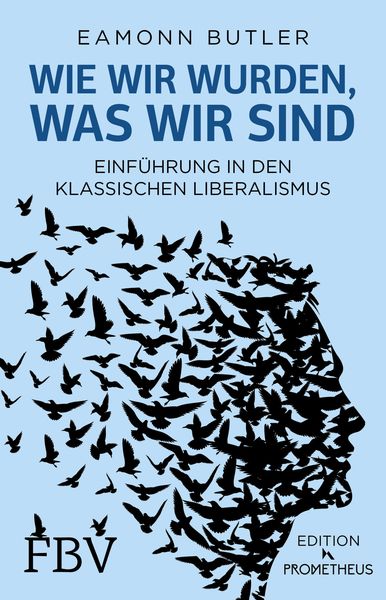 EAMONN BUTLER
WIE WIR WURDEN,
WAS WIR SIND
EINFÜHRUNG IN DEN
KLASSISCHEN LIBERALISMUS
FBV
EDITION
PROMETHEUS